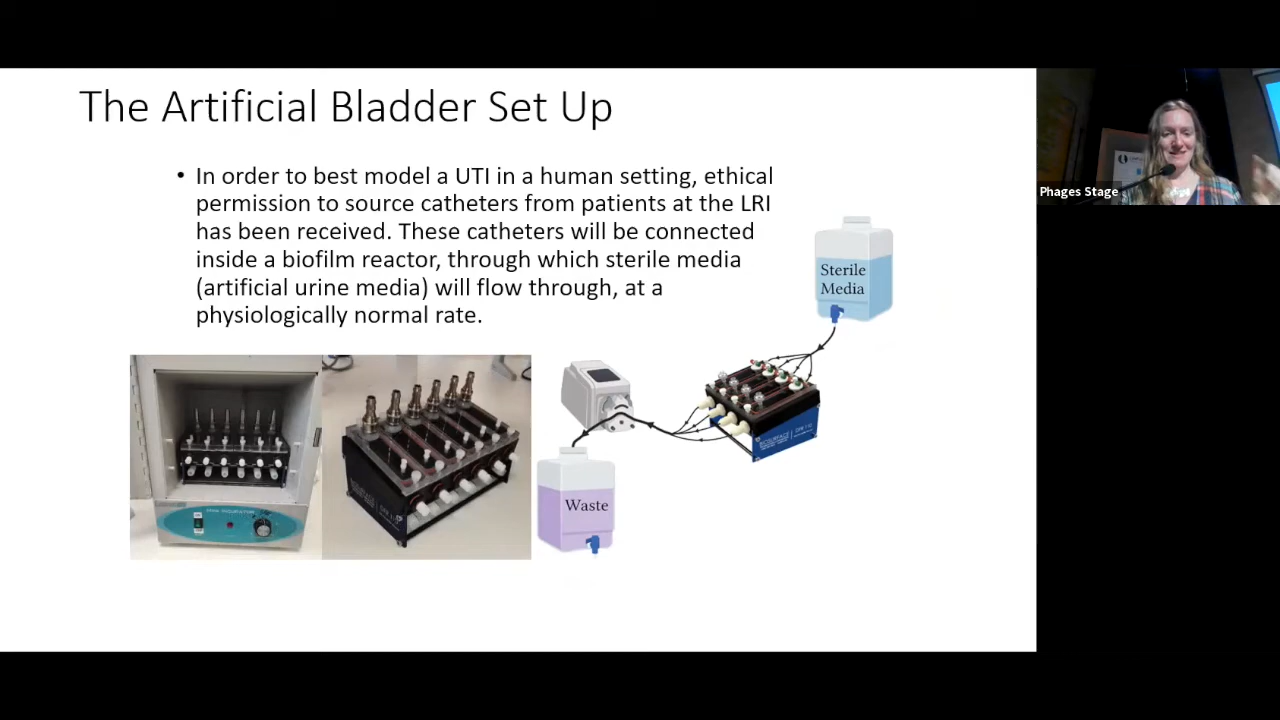 The Artificial Bladder Set Up
• In order to best model a UTI in a human setting, ethical
permission to source catheters from patients at the LRI
has been received. These catheters will be connected
inside a biofilm reactor, through which sterile media
(artificial urine media) will flow through, at a
physiologically normal rate.
Sterile
Media
Waste
Phages Stage